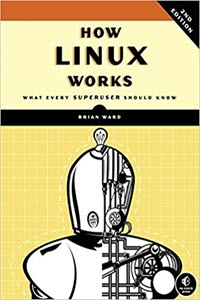 2ND EDITION
HOW
LINUX
WORKS
WHAT EVERY SUPERUSER SHOULD KNOW
BRIAN WARD